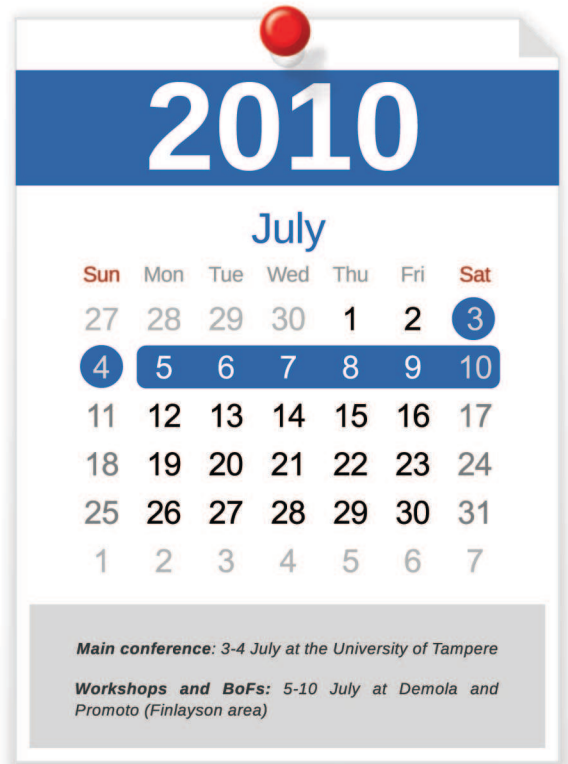 2010
July
Sun Mon Tue Wed Thu Fri Sat
27 28 29 30 1 2 3
4 5 6 7 8 9 10
11 12 13 14 15 16 17
18 19 20 21 22 23 24
25 26 27 28 29 30 31
1 2 3 4 5 6 7
Main conference: 3-4 July at the University of Tampere
Workshops and BoFs: 5-10 July at Demola and
Promoto (Finlayson area)